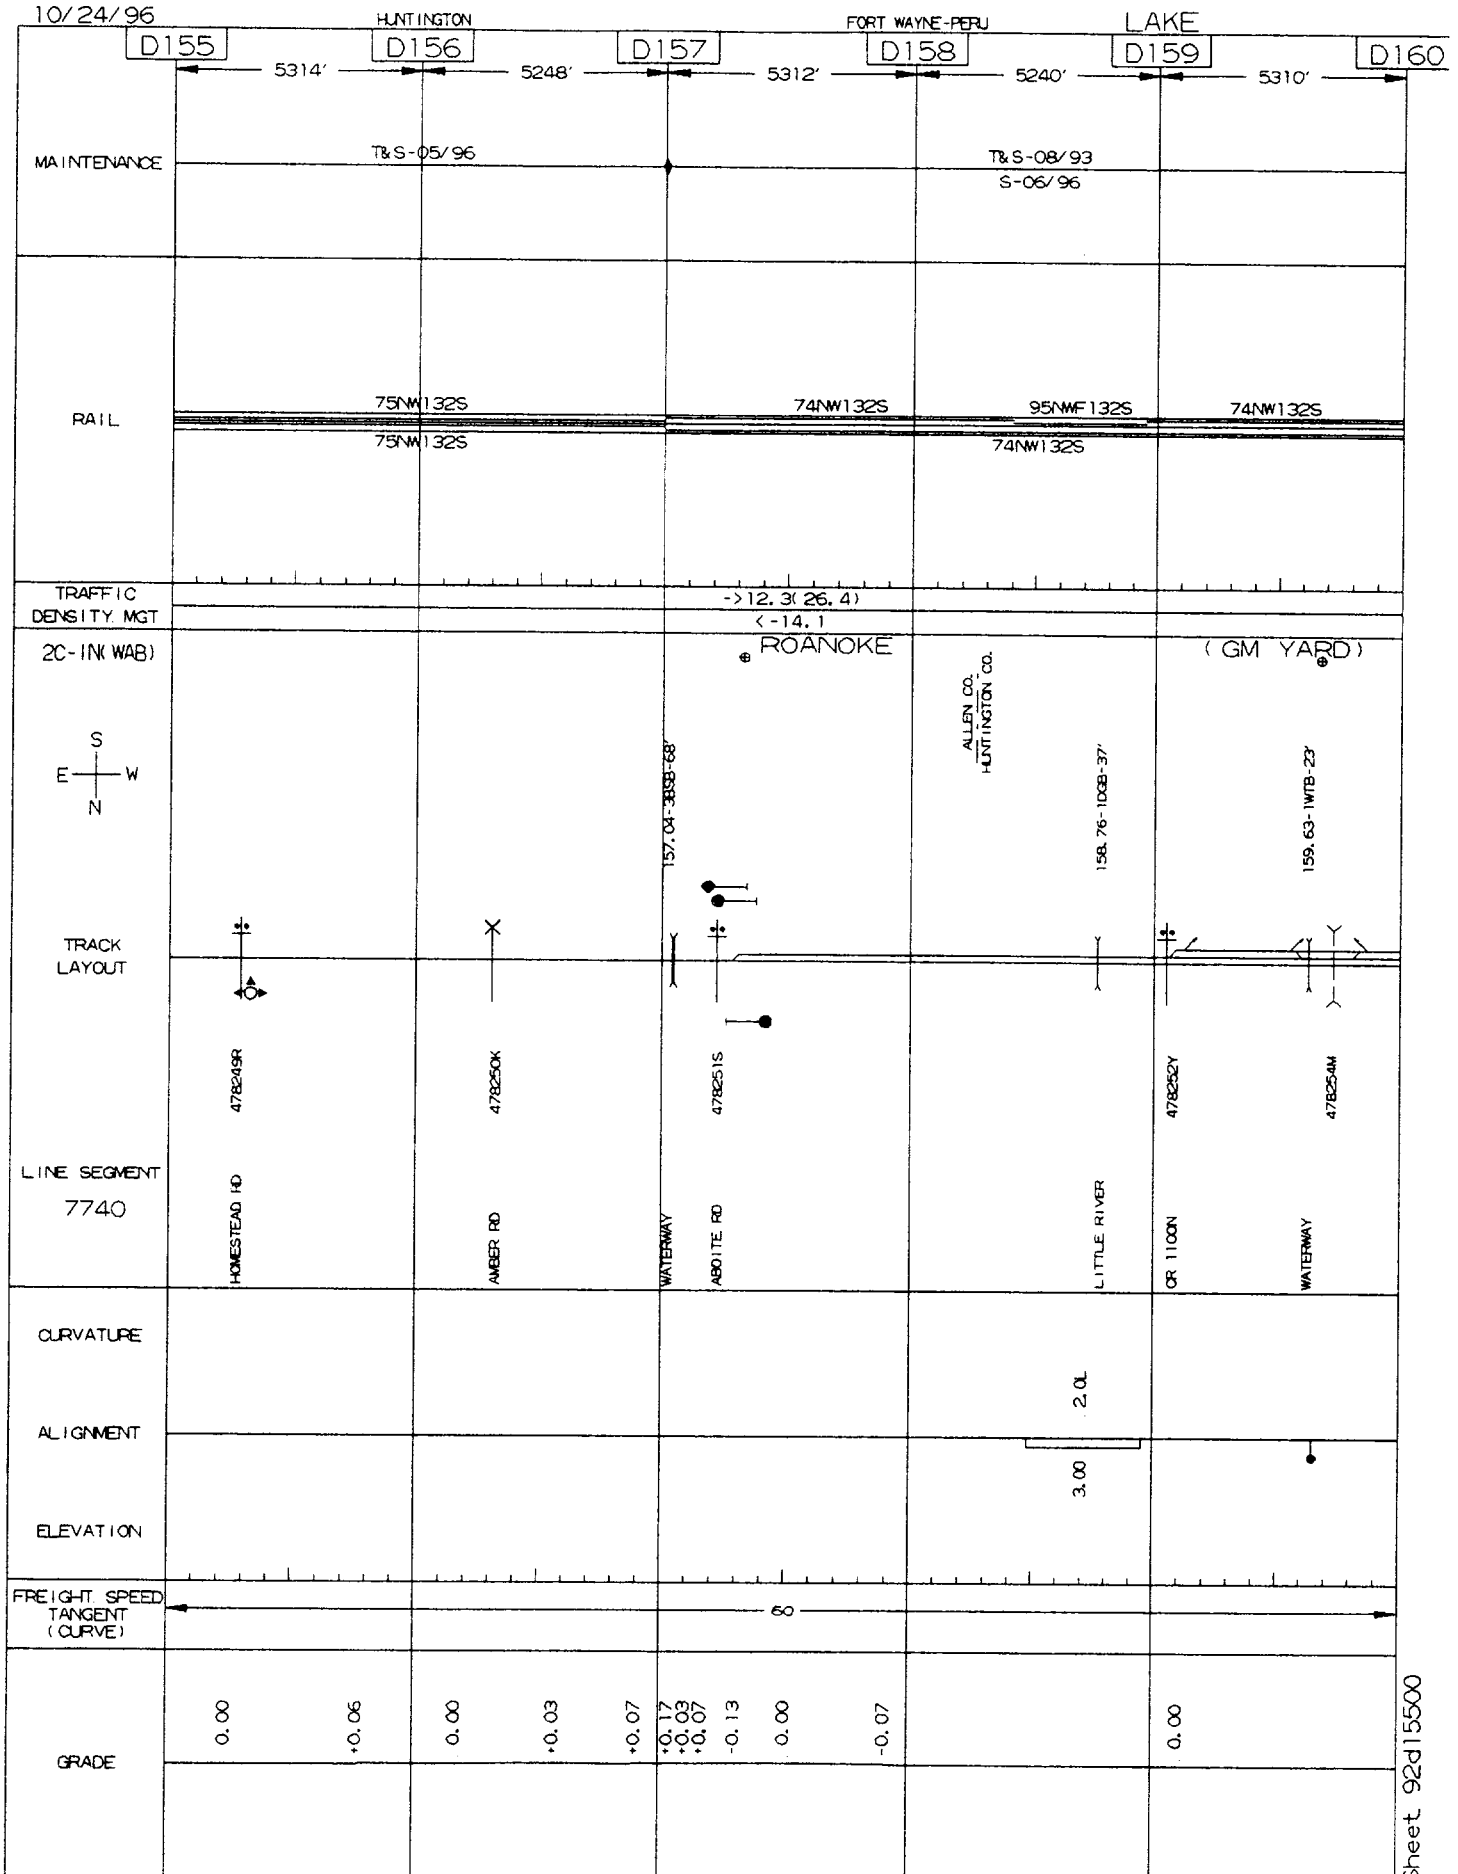 10/24/96
HUNTINGTON
FORT WAYNE-PERU
LAKE
D155
D156
D157
D158
D159
D160
5314'
5248'
5312'
5240'
5310'
MAINTENANCE
T&S-05/96
T&S-08/93
S-06/96
RAIL
75NW132S
74NW132S
95NWF132S
74NW132S
75NW132S
74NW132S
TRAFFIC
DENSITY MGT
->12.3(26.4)
<-14.1
2C-IN(WAB)
ROANOKE
(GM YARD)
S
E
W
N
ALLEN CO.
HUNTINGTON CO.
157.04-3BSB-68'
158.76-1DGB-37'
159.63-1WTB-23'
TRACK
LAYOUT
478249R
478250K
478251S
478252Y
478254M
LINE SEGMENT
7740
HOMESTEAD RD
AMBER RD
WATERWAY
ABOITE RD
LITTLE RIVER
CR 1100N
WATERWAY
CURVATURE
2.0L
ALIGNMENT
3.00
ELEVATION
FREIGHT SPEED
TANGENT
(CURVE)
60
GRADE
0.00
+0.06
0.00
+0.03
+0.07
+0.17
+0.03
+0.07
-0.13
0.00
-0.07
0.00
Sheet 92d15500